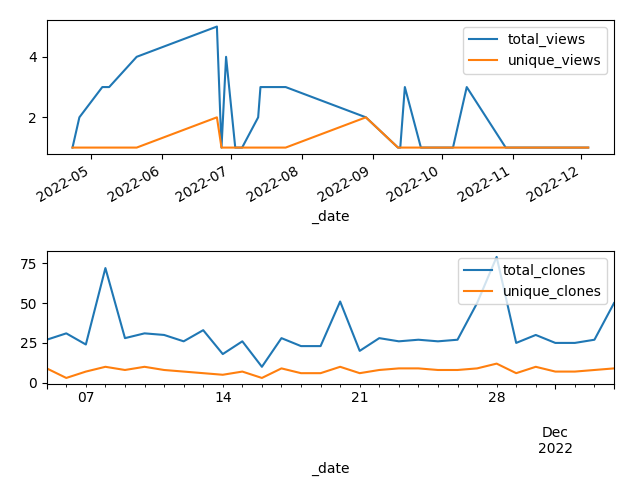 total_views
unique_views
4
2
2022-05 2022-06 2022-07 2022-08 2022-09 2022-10 2022-11 2022-12
_date
total_clones
unique_clones
75
50
25
0
07 14 21 28
Dec
2022
_date